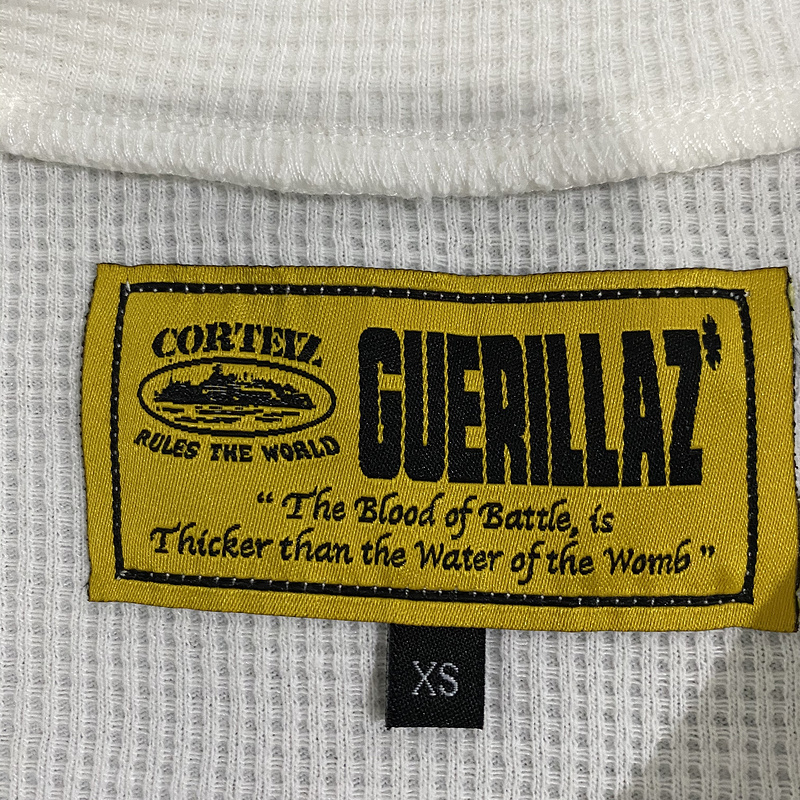 CORTEIZ
RULES THE WORLD
GUERILLAZ*
“The Blood of Battle, is
Thicker than the Water of the Womb”
XS